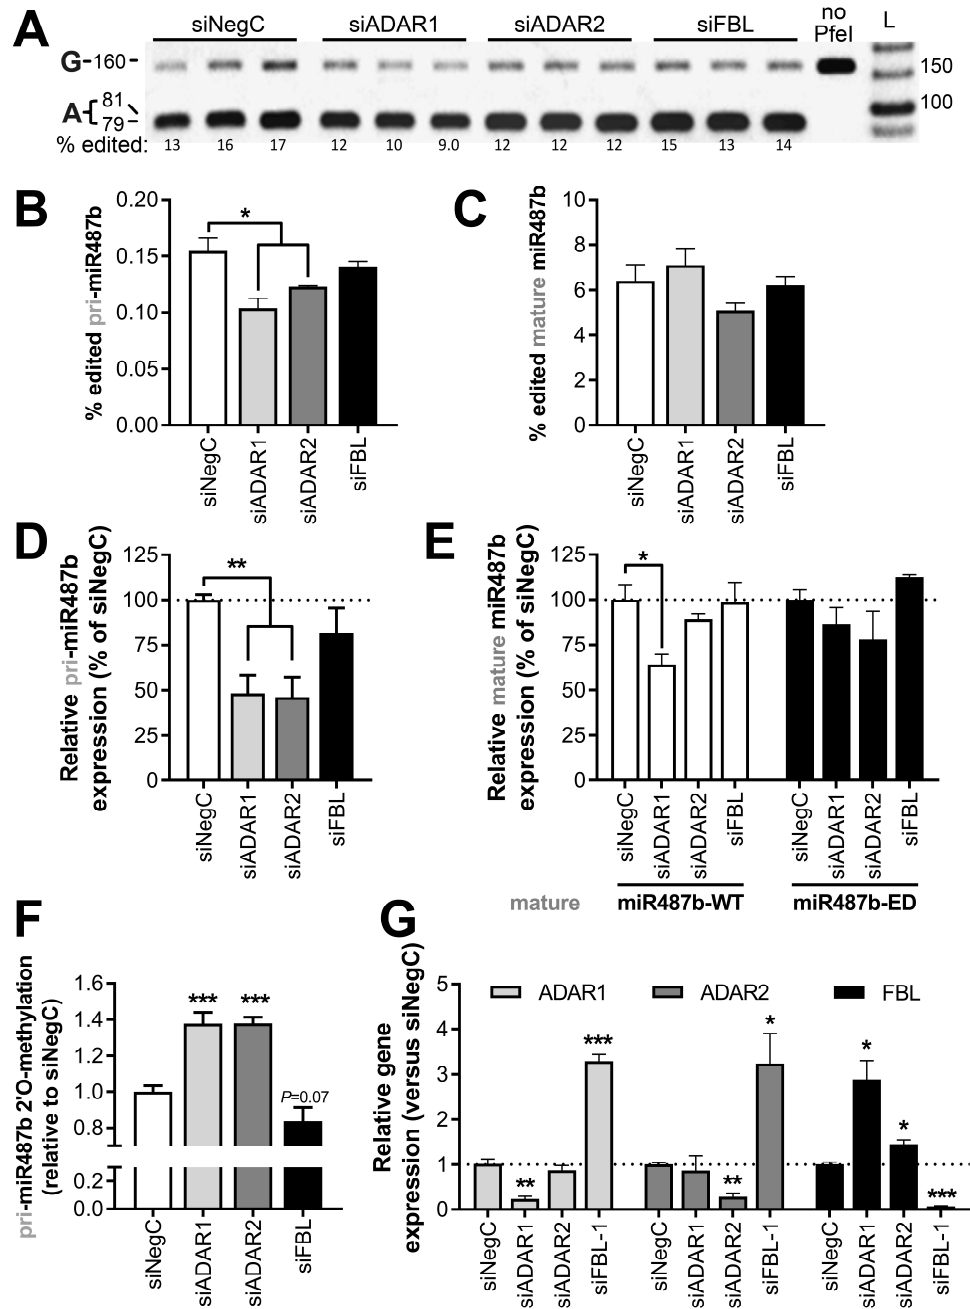 A
siNegC siADAR1 siADAR2 siFBL no PfeI L
G-160-
A 81
79-
150
100
% edited: 13 16 17 12 10 9.0 12 12 12 15 13 14
B
% edited pri-miR487b
0.20
0.15
0.10
0.05
0.00
*
siNegC siADAR1 siADAR2 siFBL
C
% edited mature miR487b
10
8
6
4
2
0
siNegC siADAR1 siADAR2 siFBL
D
Relative pri-miR487b
expression (% of siNegC)
125
100
75
50
25
0
**
siNegC siADAR1 siADAR2 siFBL
E
Relative mature miR487b
expression (% of siNegC)
125
100
75
50
25
0
*
siNegC siADAR1 siADAR2 siFBL siNegC siADAR1 siADAR2 siFBL
mature miR487b-WT miR487b-ED
F
pri-miR487b 2'O-methylation
(relative to siNegC)
1.6
1.4
1.2
1.0
0.8
0.2
0.0
*** *** P=0.07
siNegC siADAR1 siADAR2 siFBL
G
Relative gene
expression (versus siNegC)
5
4
3
2
1
0
ADAR1 ADAR2 FBL
** *** ** * * * ***
siNegC siADAR1 siADAR2 siFBL-1 siNegC siADAR1 siADAR2 siFBL-1 siNegC siADAR1 siADAR2 siFBL-1